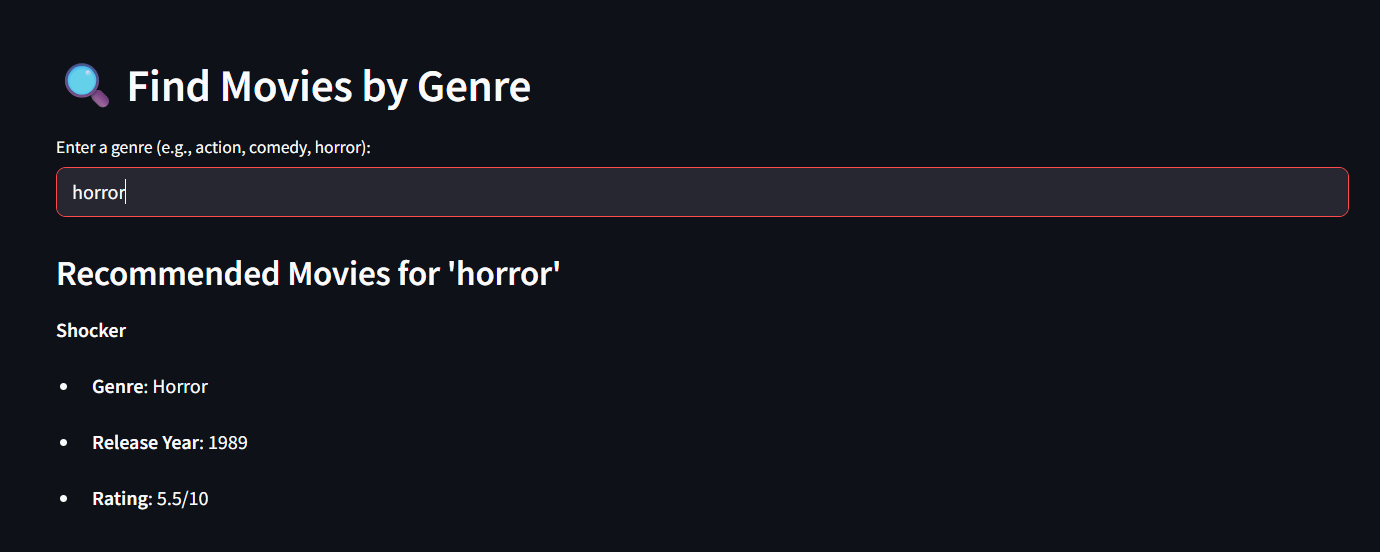 Find Movies by Genre
Enter a genre (e.g., action, comedy, horror):
horror
Recommended Movies for 'horror'
Shocker
• Genre: Horror
• Release Year: 1989
• Rating: 5.5/10